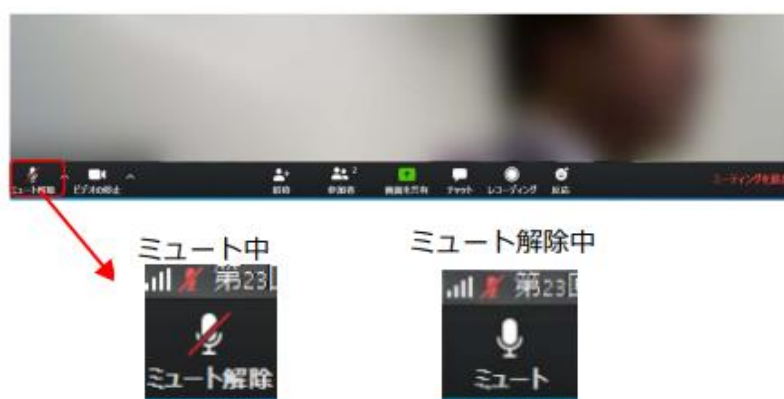 ミュート解除 ビデオの停止 招待 参加者 2 画面を共有 チャット レコーディング 反応
ミュート中 ミュート解除中
第23 第23
ミュート解除 ミュート